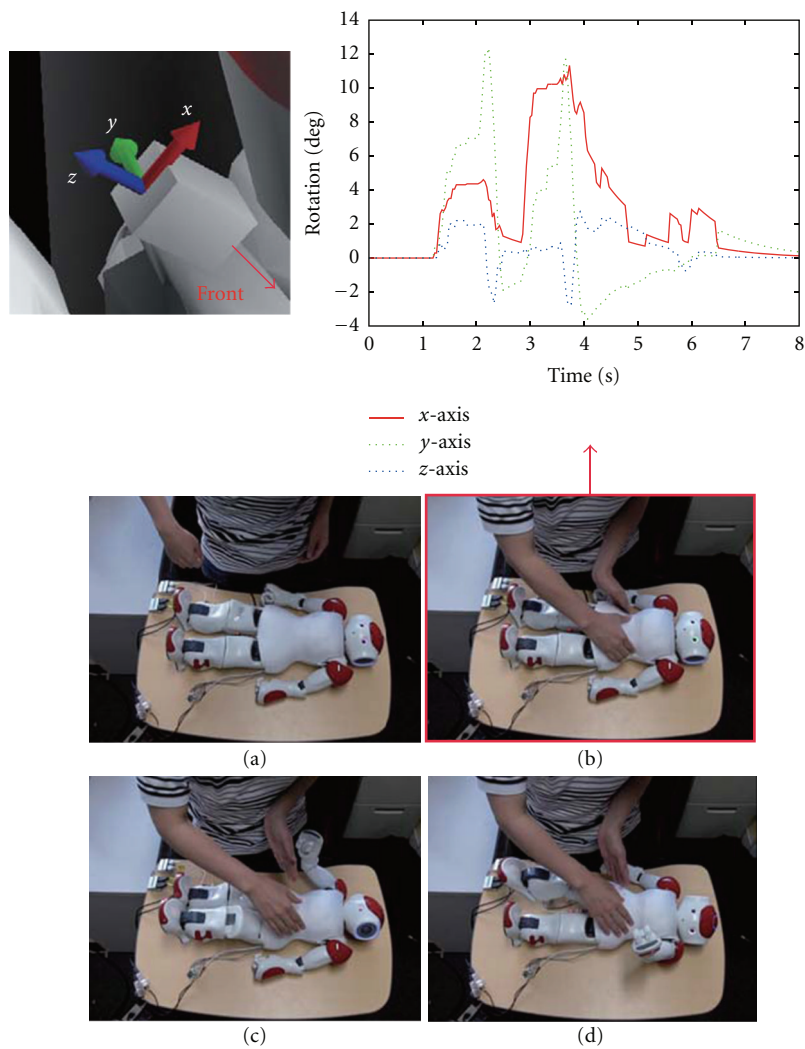 x
y
z
Front
14
12
10
8
6
4
2
0
−2
−4
Rotation (deg)
0 1 2 3 4 5 6 7 8
Time (s)
x-axis
y-axis
z-axis
(a)
(b)
(c)
(d)